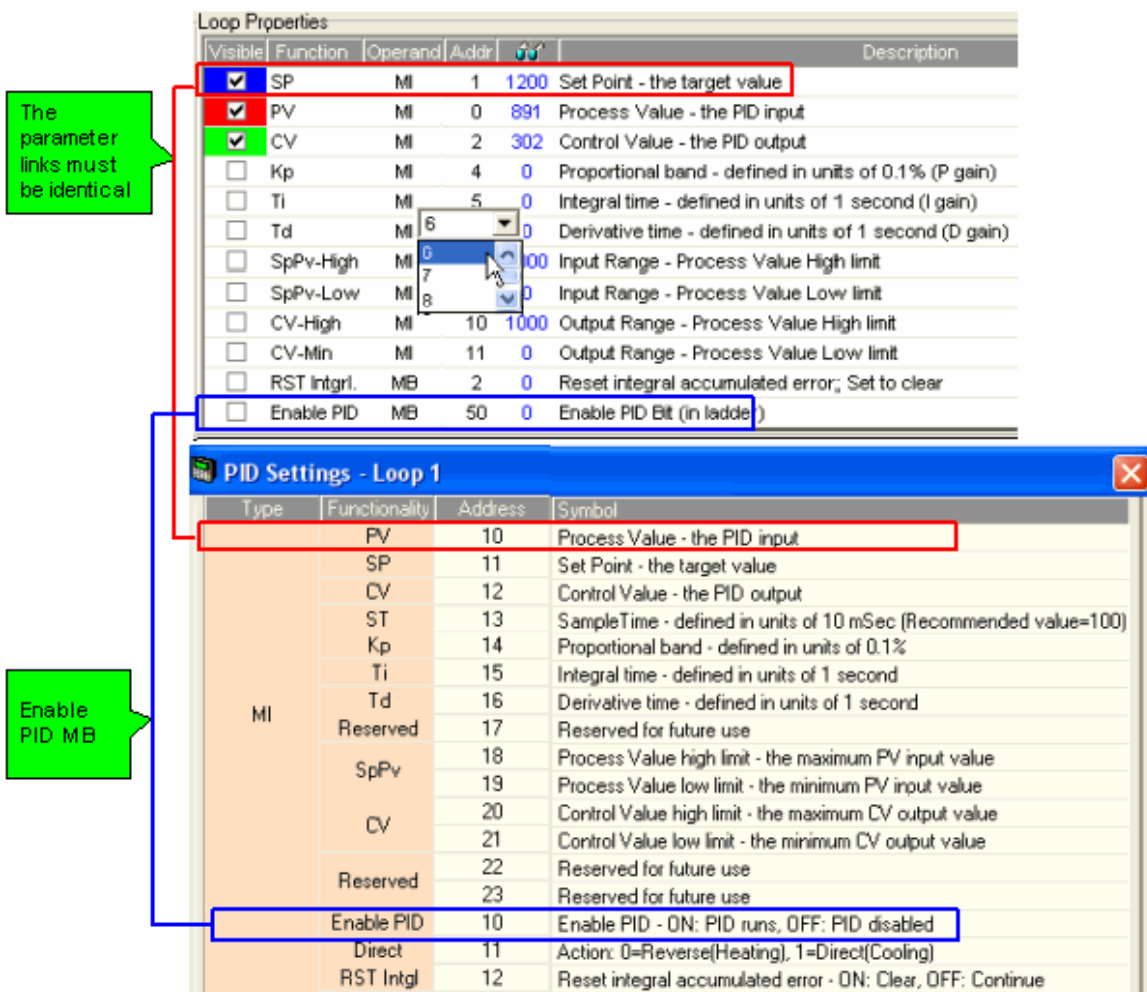 Loop Properties
Visible Function Operand Addr Description
SP MI 1 1200 Set Point - the target value
PV MI 0 891 Process Value - the PID input
CV MI 2 302 Control Value - the PID output
Kp MI 4 0 Proportional band - defined in units of 0.1% (P gain)
Ti MI 5 0 Integral time - defined in units of 1 second (I gain)
Td MI 6 0 Derivative time - defined in units of 1 second (D gain)
SpPv-High MI 6 Input Range - Process Value High limit
7
SpPv-Low MI 8 0 Input Range - Process Value Low limit
CV-High MI 10 1000 Output Range - Process Value High limit
CV-Min MI 11 0 Output Range - Process Value Low limit
RST Intgrl. MB 2 0 Reset integral accumulated error; Set to clear
Enable PID MB 50 0 Enable PID Bit (in ladder)
The
parameter
links must
be identical
PID Settings - Loop 1
Type Functionality Address Symbol
PV 10 Process Value - the PID input
SP 11 Set Point - the target value
CV 12 Control Value - the PID output
ST 13 SampleTime - defined in units of 10 mSec (Recommended value=100)
Kp 14 Proportional band - defined in units of 0.1%
Ti 15 Integral time - defined in units of 1 second
Td 16 Derivative time - defined in units of 1 second
MI
Reserved 17 Reserved for future use
SpPv
18 Process Value high limit - the maximum PV input value
19 Process Value low limit - the minimum PV input value
CV
20 Control Value high limit - the maximum CV output value
21 Control Value low limit - the minimum CV output value
Reserved
22 Reserved for future use
23 Reserved for future use
Enable PID 10 Enable PID - ON: PID runs, OFF: PID disabled
Direct 11 Action: 0=Reverse(Heating), 1=Direct(Cooling)
RST Intgl 12 Reset integral accumulated error - ON: Clear, OFF: Continue
Enable
PID MB